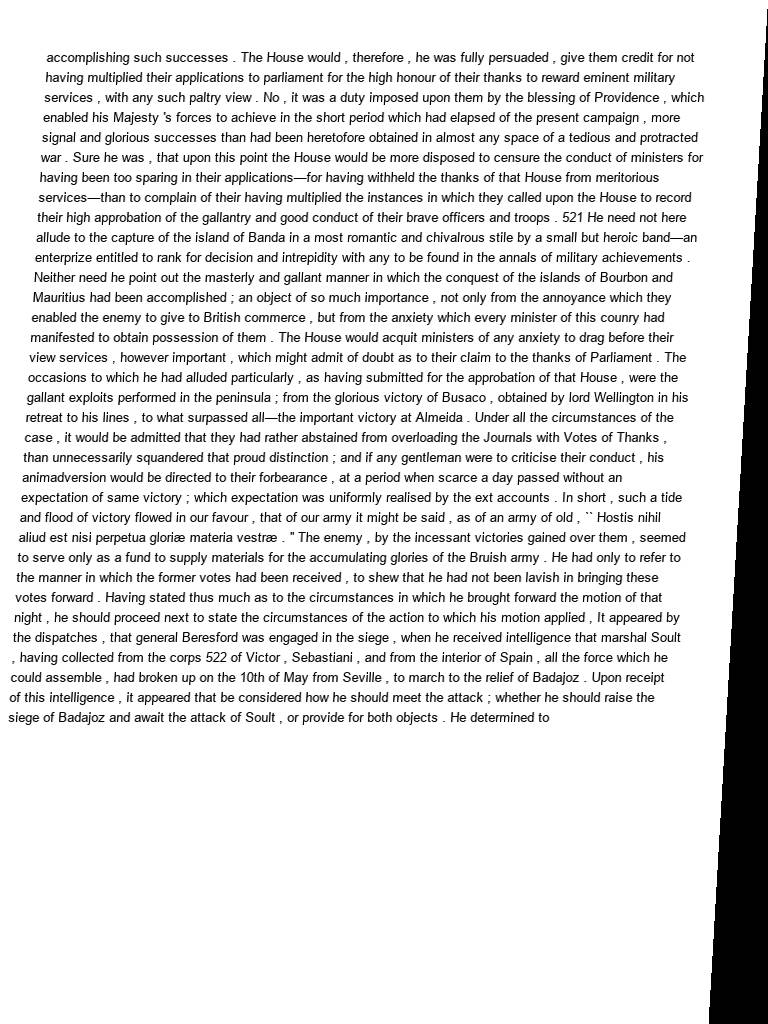 accomplishing such successes . The House would , therefore , he was fully persuaded , give them credit for not
having multiplied their applications to parliament for the high honour of their thanks to reward eminent military
services , with any such paltry view . No , it was a duty imposed upon them by the blessing of Providence , which
enabled his Majesty 's forces to achieve in the short period which had elapsed of the present campaign , more
signal and glorious successes than had been heretofore obtained in almost any space of a tedious and protracted
war . Sure he was , that upon this point the House would be more disposed to censure the conduct of ministers for
having been too sparing in their applications—for having withheld the thanks of that House from meritorious
services—than to complain of their having multiplied the instances in which they called upon the House to record
their high approbation of the gallantry and good conduct of their brave officers and troops . 521 He need not here
allude to the capture of the island of Banda in a most romantic and chivalrous stile by a small but heroic band—an
enterprize entitled to rank for decision and intrepidity with any to be found in the annals of military achievements .
Neither need he point out the masterly and gallant manner in which the conquest of the islands of Bourbon and
Mauritius had been accomplished ; an object of so much importance , not only from the annoyance which they
enabled the enemy to give to British commerce , but from the anxiety which every minister of this counry had
manifested to obtain possession of them . The House would acquit ministers of any anxiety to drag before their
view services , however important , which might admit of doubt as to their claim to the thanks of Parliament . The
occasions to which he had alluded particularly , as having submitted for the approbation of that House , were the
gallant exploits performed in the peninsula ; from the glorious victory of Busaco , obtained by lord Wellington in his
retreat to his lines , to what surpassed all—the important victory at Almeida . Under all the circumstances of the
case , it would be admitted that they had rather abstained from overloading the Journals with Votes of Thanks ,
than unnecessarily squandered that proud distinction ; and if any gentleman were to criticise their conduct , his
animadversion would be directed to their forbearance , at a period when scarce a day passed without an
expectation of same victory ; which expectation was uniformly realised by the ext accounts . In short , such a tide
and flood of victory flowed in our favour , that of our army it might be said , as of an army of old , `` Hostis nihil
aliud est nisi perpetua gloriæ materia vestræ . " The enemy , by the incessant victories gained over them , seemed
to serve only as a fund to supply materials for the accumulating glories of the Bruish army . He had only to refer to
the manner in which the former votes had been received , to shew that he had not been lavish in bringing these
votes forward . Having stated thus much as to the circumstances in which he brought forward the motion of that
night , he should proceed next to state the circumstances of the action to which his motion applied , It appeared by
the dispatches , that general Beresford was engaged in the siege , when he received intelligence that marshal Soult
, having collected from the corps 522 of Victor , Sebastiani , and from the interior of Spain , all the force which he
could assemble , had broken up on the 10th of May from Seville , to march to the relief of Badajoz . Upon receipt
of this intelligence , it appeared that be considered how he should meet the attack ; whether he should raise the
siege of Badajoz and await the attack of Soult , or provide for both objects . He determined to